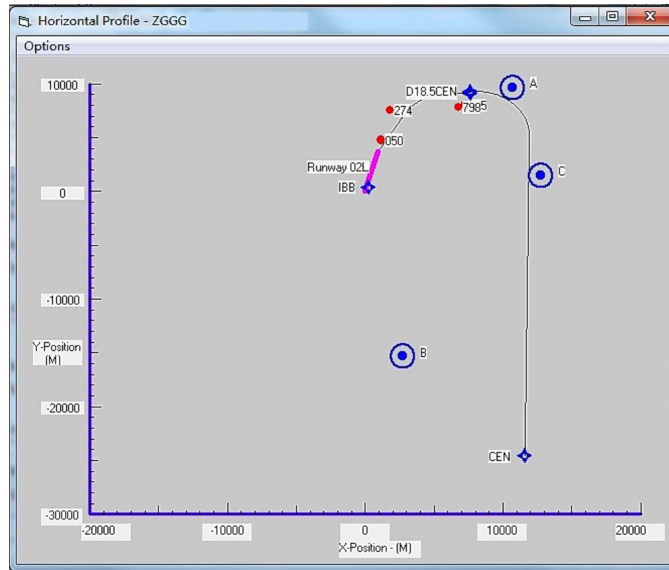 Horizontal Profile - ZGGG
Options
10000
0
-10000
Y-Position
(M)
-20000
-30000
-20000
-10000
0
10000
20000
X-Position - (M)
D18.5CEN
A
274
7985
050
Runway 02L
IBB
C
B
CEN